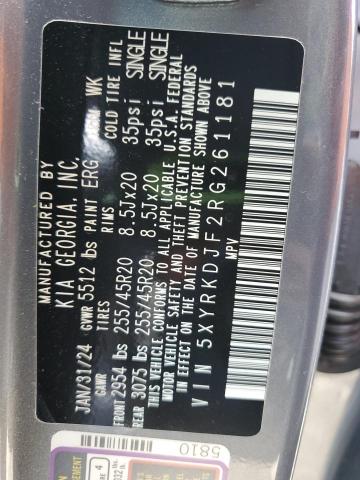 MANUFACTURED BY
KIA GEORGIA, INC.
JAN/31/24 GVWR 5512 lbs PAINT ERG WK
GAWR TIRES RIMS COLD TIRE INFL
FRONT 2954 lbs 255/45R20 8.5Jx20 35psi SINGLE
REAR 3075 lbs 255/45R20 8.5Jx20 35psi SINGLE
THIS VEHICLE CONFORMS TO ALL APPLICABLE U.S.A. FEDERAL
MOTOR VEHICLE SAFETY AND THEFT PREVENTION STANDARDS
IN EFFECT ON THE DATE OF MANUFACTURE SHOWN ABOVE
VIN 5XYRKDJF2RG261181
MPV
5810